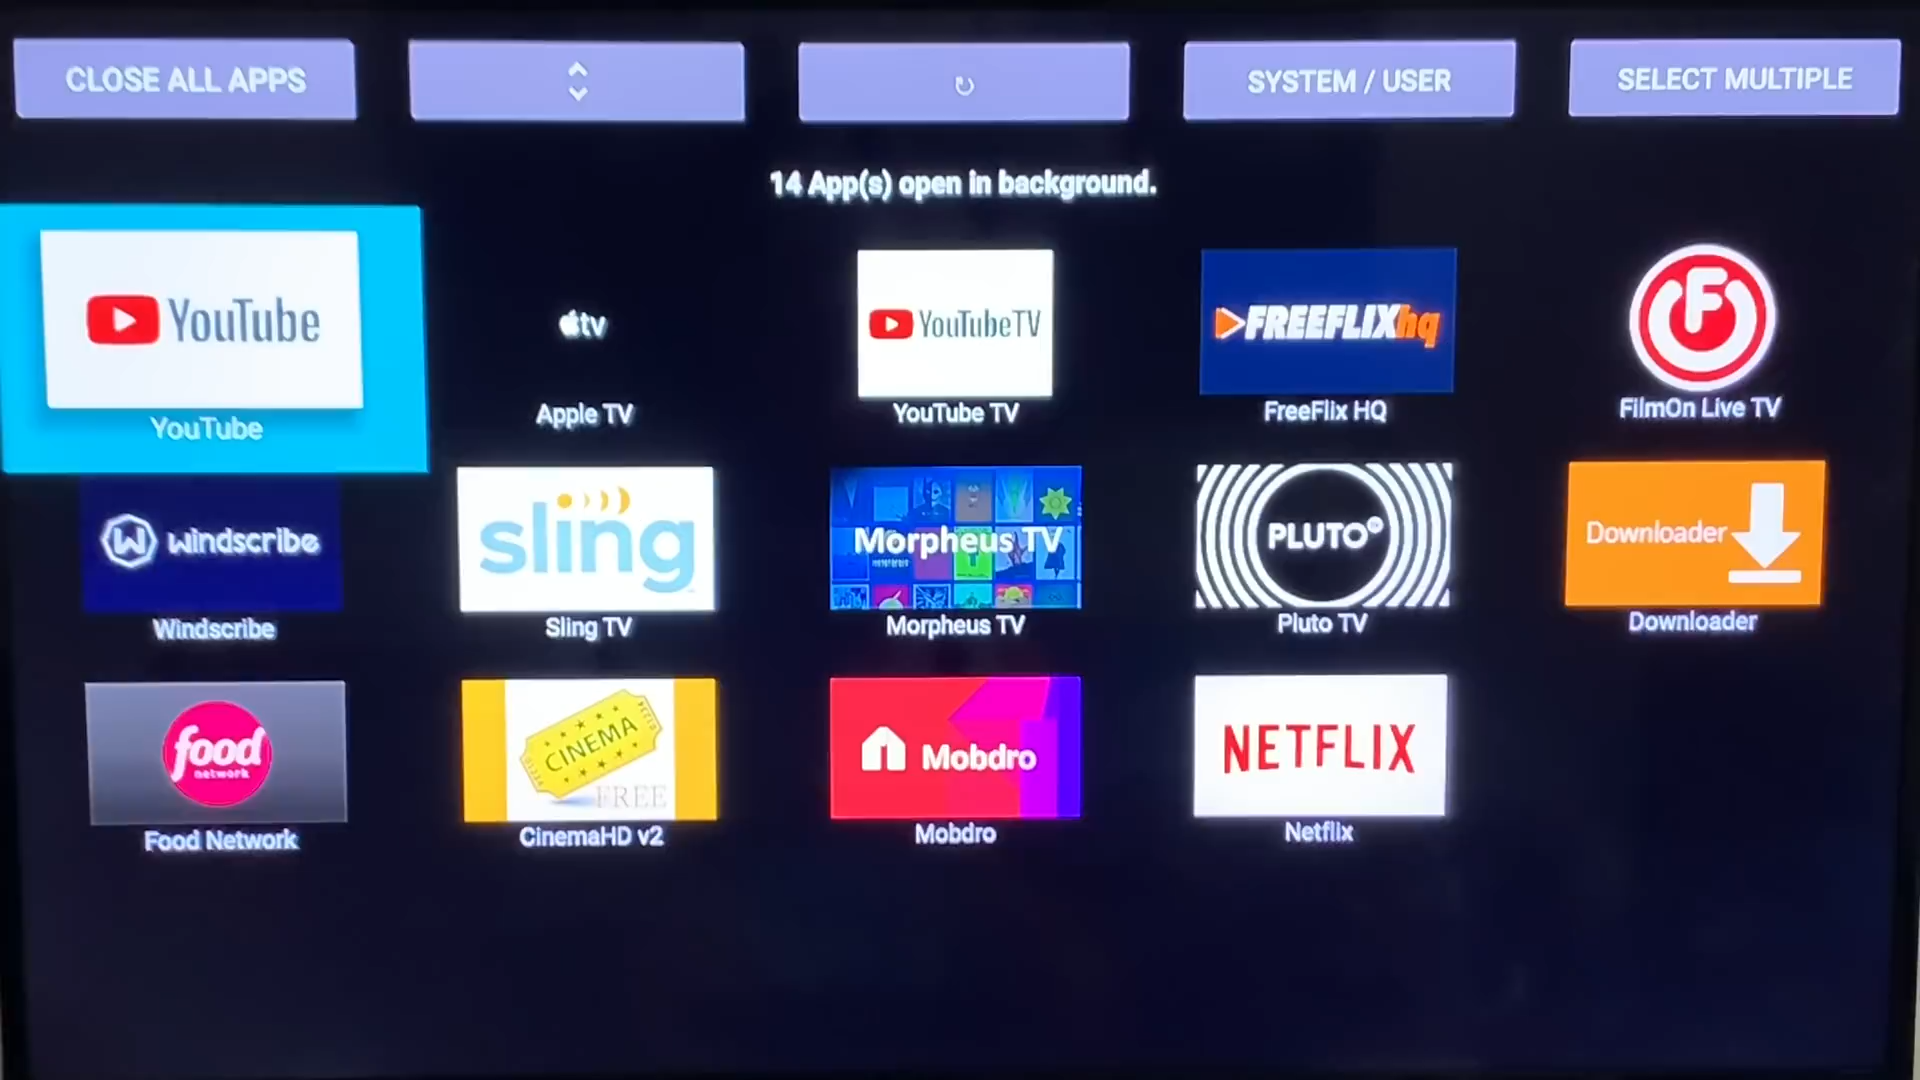 CLOSE ALL APPS
SYSTEM / USER
SELECT MULTIPLE
14 App(s) open in background.
YouTube
YouTube
tv
Apple TV
YouTubeTV
YouTube TV
FREEFLIXhq
FreeFlix HQ
F
FilmOn Live TV
W windscribe
Windscribe
sling
Sling TV
Morpheus TV
Morpheus TV
PLUTO
Pluto TV
Downloader
Downloader
food
network
Food Network
CINEMA
FREE
CinemaHD v2
Mobdro
Mobdro
NETFLIX
Netflix